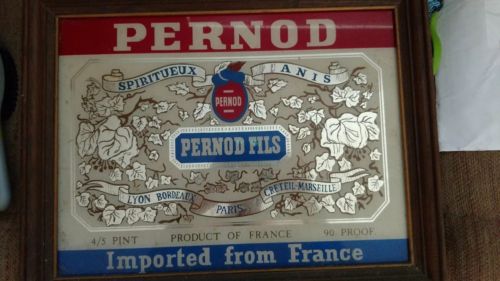 PERNOD
SPIRITUEUX ANIS
PERNOD
PERNOD FILS
LYON BORDEAUX PARIS CRETEIL-MARSEILLE
4/5 PINT PRODUCT OF FRANCE 90 PROOF
Imported from France